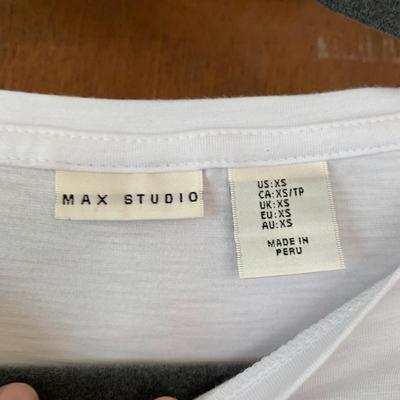 MAX STUDIO
US:XS
CA:XS/TP
UK:XS
EU:XS
AU:XS
MADE IN
PERU